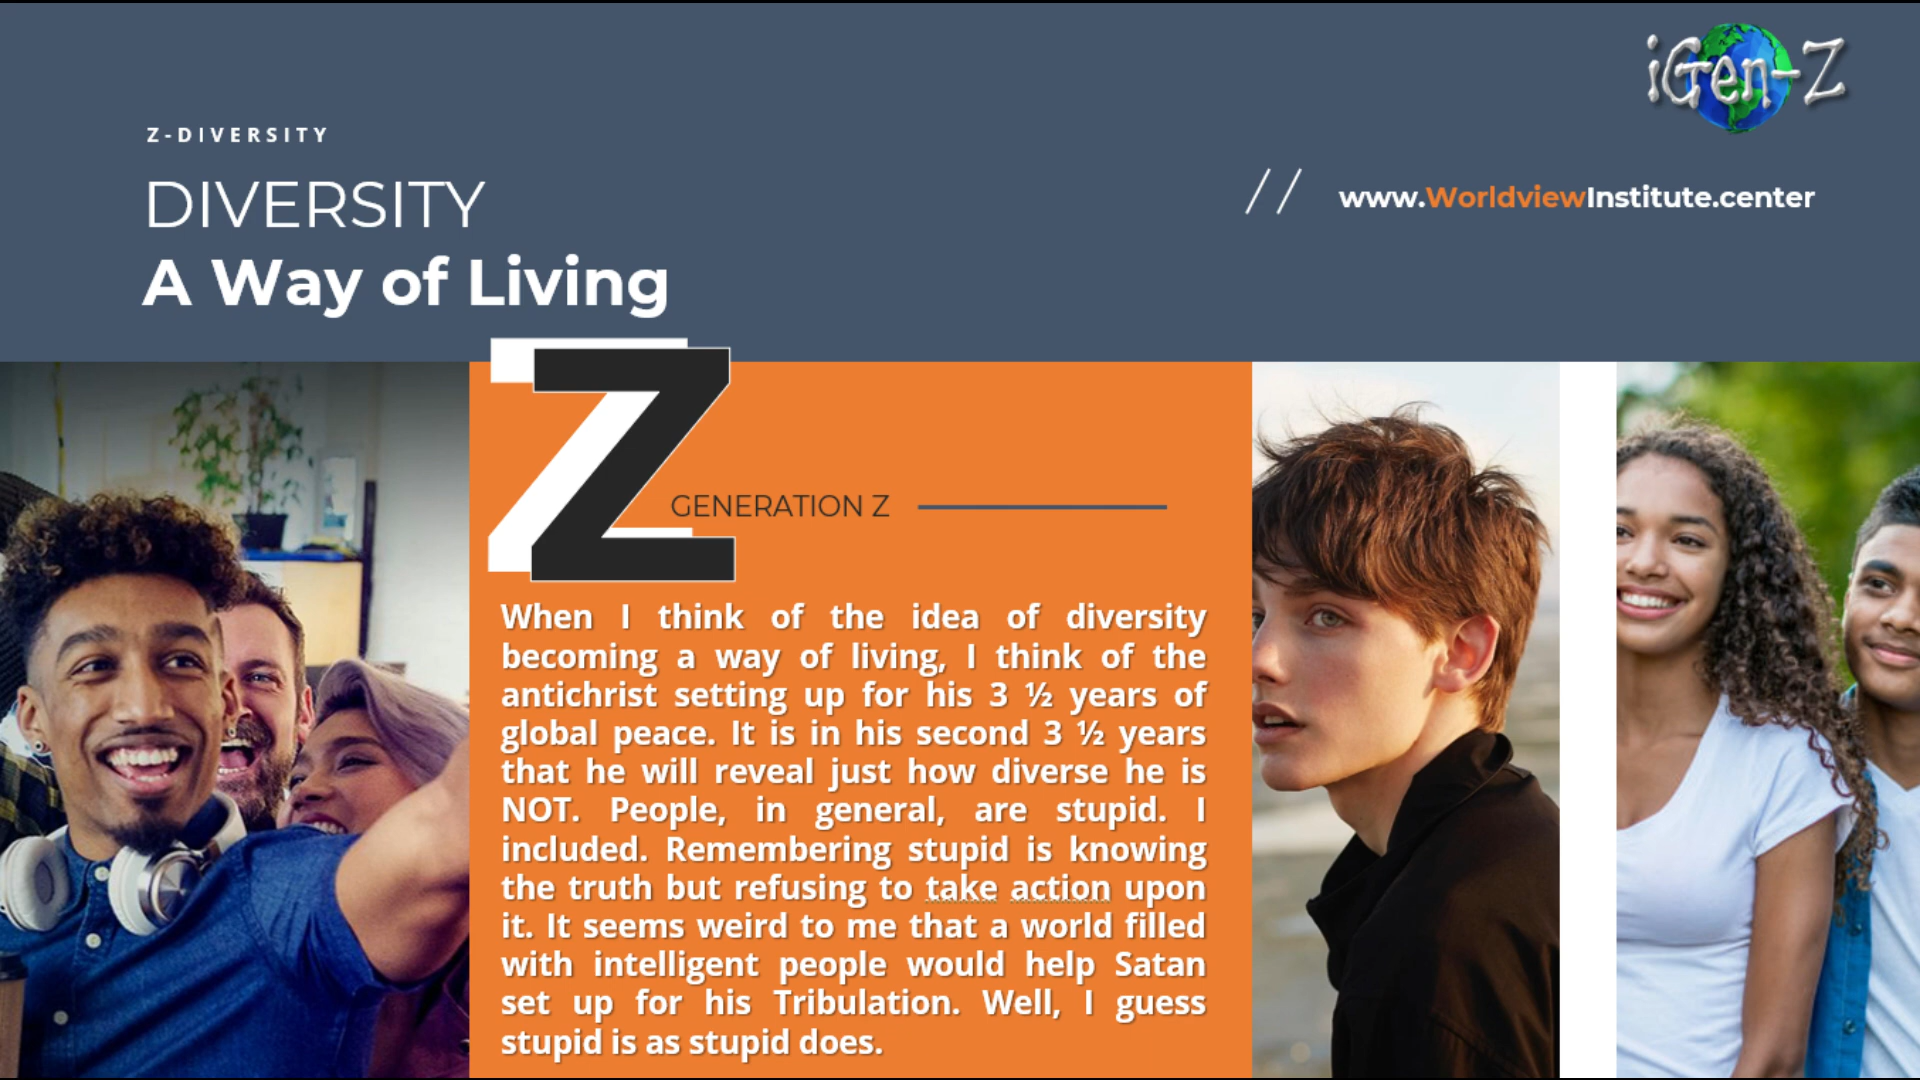 iGen-Z
Z-DIVERSITY
DIVERSITY
A Way of Living
// www.WorldviewInstitute.center
Z
GENERATION Z
When I think of the idea of diversity
becoming a way of living, I think of the
antichrist setting up for his 3 ½ years of
global peace. It is in his second 3 ½ years
that he will reveal just how diverse he is
NOT. People, in general, are stupid. I
included. Remembering stupid is knowing
the truth but refusing to take action upon
it. It seems weird to me that a world filled
with intelligent people would help Satan
set up for his Tribulation. Well, I guess
stupid is as stupid does.